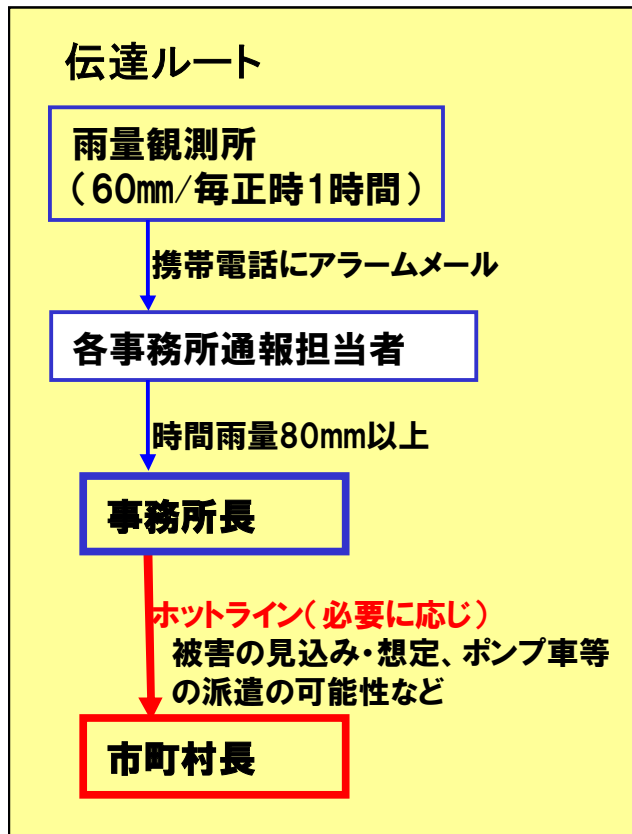 伝達ルート
雨量観測所
（60mm/毎正時1時間）
携帯電話にアラームメール
各事務所通報担当者
時間雨量80mm以上
事務所長
ホットライン（必要に応じ）
被害の見込み・想定、ポンプ車等
の派遣の可能性など
市町村長